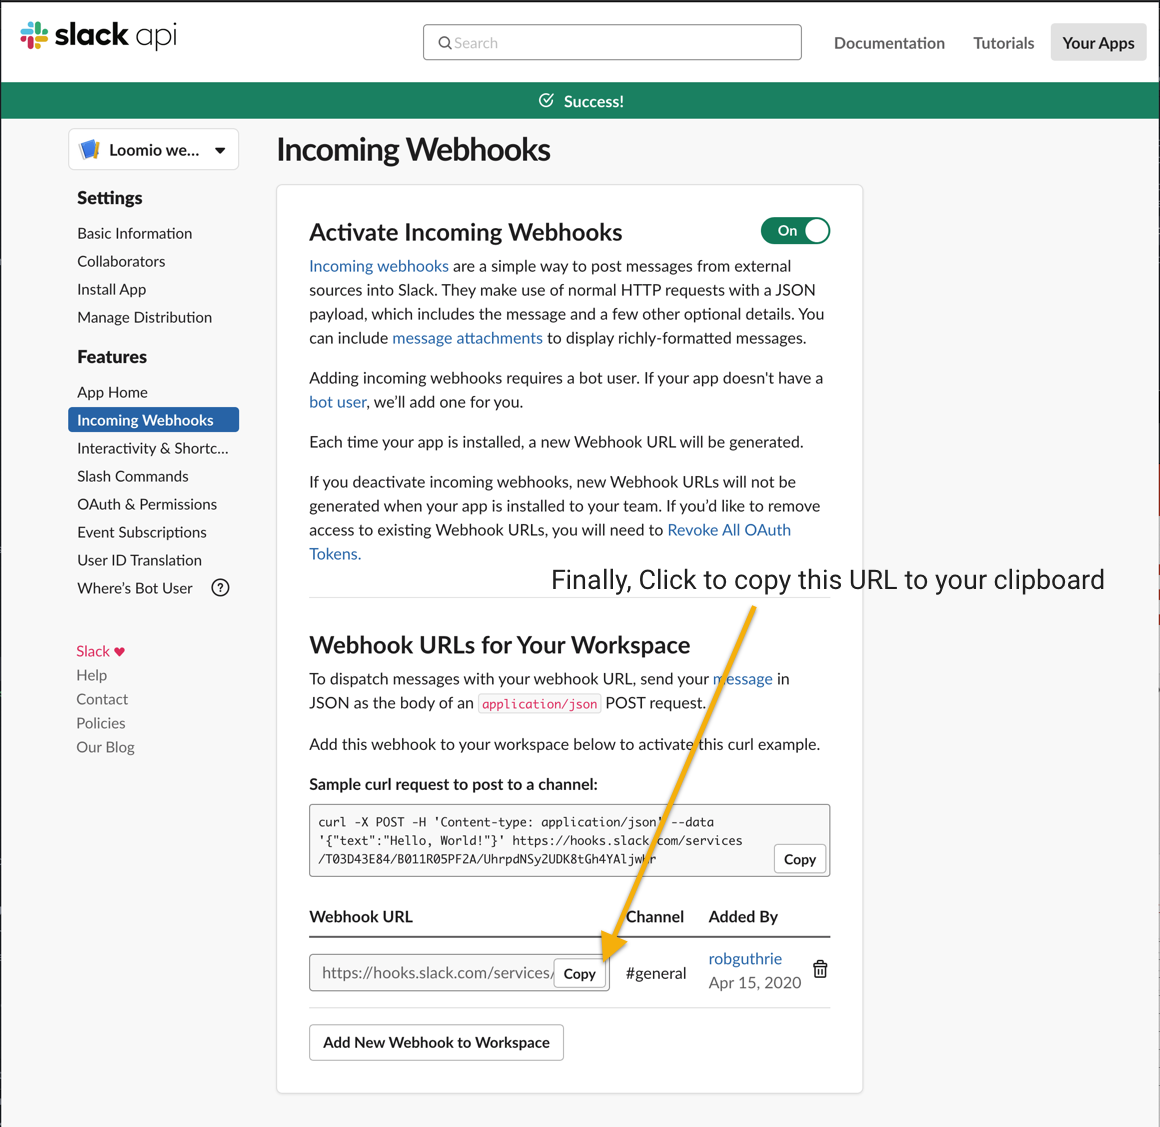 slack api
Search
Documentation
Tutorials
Your Apps
Success!
Loomio we...
Incoming Webhooks
Settings
Basic Information
Collaborators
Install App
Manage Distribution
Features
App Home
Incoming Webhooks
Interactivity & Shortc...
Slash Commands
OAuth & Permissions
Event Subscriptions
User ID Translation
Where's Bot User ?
Slack ♥
Help
Contact
Policies
Our Blog
Activate Incoming Webhooks
On
Incoming webhooks are a simple way to post messages from external
sources into Slack. They make use of normal HTTP requests with a JSON
payload, which includes the message and a few other optional details. You
can include message attachments to display richly-formatted messages.
Adding incoming webhooks requires a bot user. If your app doesn't have a
bot user, we'll add one for you.
Each time your app is installed, a new Webhook URL will be generated.
If you deactivate incoming webhooks, new Webhook URLs will not be
generated when your app is installed to your team. If you'd like to remove
access to existing Webhook URLs, you will need to Revoke All OAuth
Tokens.
Finally, Click to copy this URL to your clipboard
Webhook URLs for Your Workspace
To dispatch messages with your webhook URL, send your message in
JSON as the body of an application/json POST request.
Add this webhook to your workspace below to activate this curl example.
Sample curl request to post to a channel:
curl -X POST -H 'Content-type: application/json' --data
'{"text":"Hello, World!"}' https://hooks.slack.com/services
Copy
Webhook URL
Channel
Added By
https://hooks.slack.com/services/
Copy
#general
robguthrie
Apr 15, 2020
Add New Webhook to Workspace